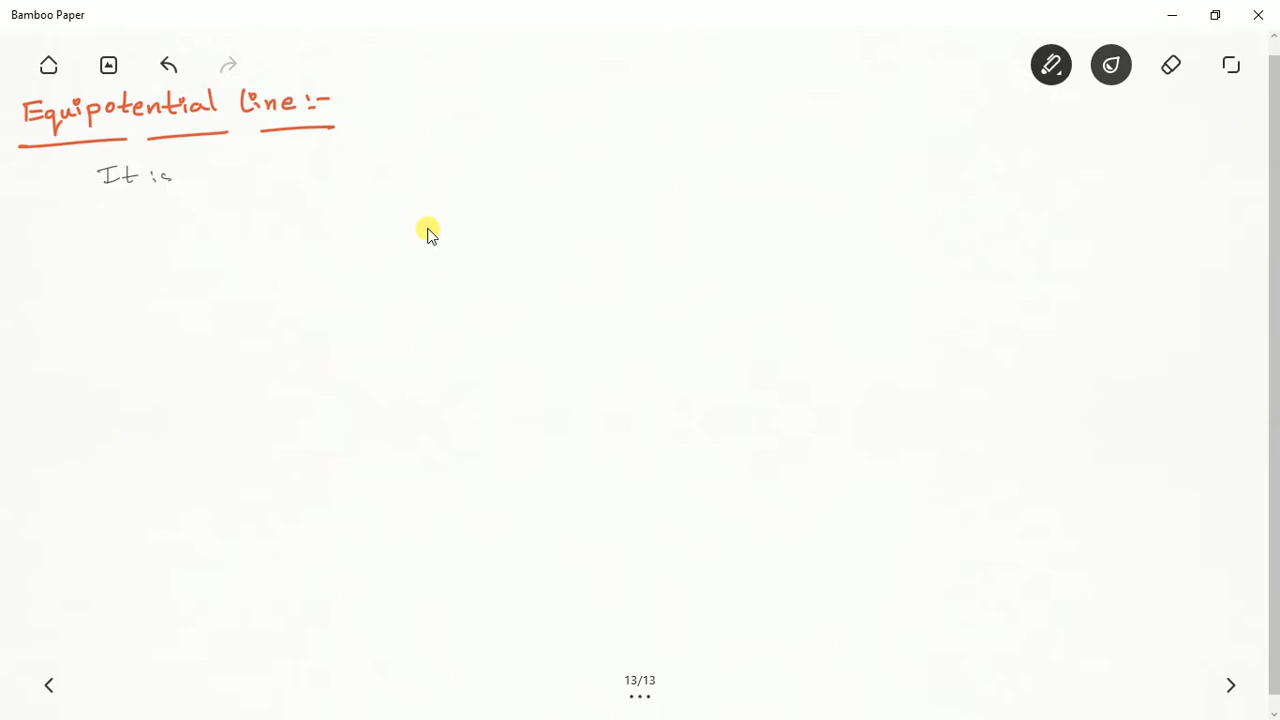 Bamboo Paper
Equipotential line :-
It is
13/13